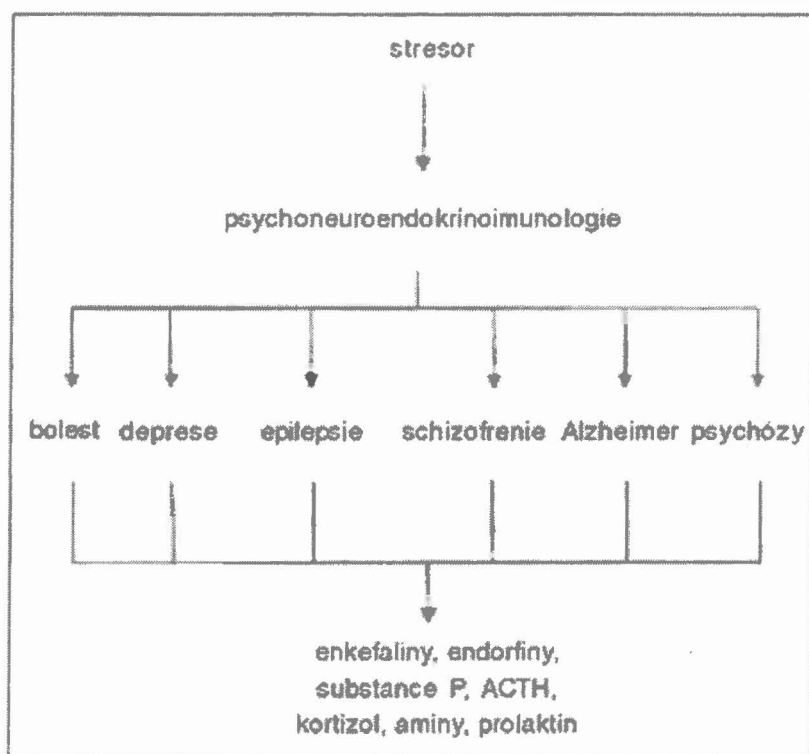 stresor
psychoneuroendokrinoimunologie
bolest deprese epilepsie schizofrenie Alzheimer psychózy
enkefaliny, endorfiny,
substance P, ACTH,
kortizol, aminy, prolaktin